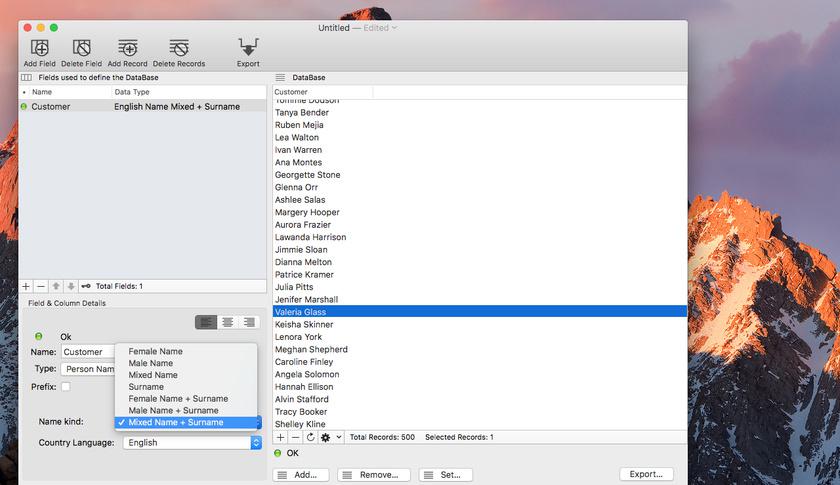 Untitled — Edited
Add Field Delete Field Add Record Delete Records Export
Fields used to define the DataBase
DataBase
Name Data Type
Customer English Name Mixed + Surname
Customer
Tommie Dodson
Tanya Bender
Ruben Mejia
Lea Walton
Ivan Warren
Ana Montes
Georgette Stone
Glenna Orr
Ashlee Salas
Margery Hooper
Aurora Frazier
Lawanda Harrison
Jimmie Sloan
Dianna Melton
Patrice Kramer
Julia Pitts
Jenifer Marshall
Valeria Glass
Keisha Skinner
Lenora York
Meghan Shepherd
Caroline Finley
Angela Solomon
Hannah Ellison
Alvin Stafford
Tracy Booker
Shelley Kline
Total Fields: 1
Field & Column Details
Ok
Name: Customer
Type: Person Nam
Prefix:
Name kind:
Female Name
Male Name
Mixed Name
Surname
Female Name + Surname
Male Name + Surname
✓ Mixed Name + Surname
Country Language: English
Total Records: 500 Selected Records: 1
OK
Add... Remove... Set... Export...